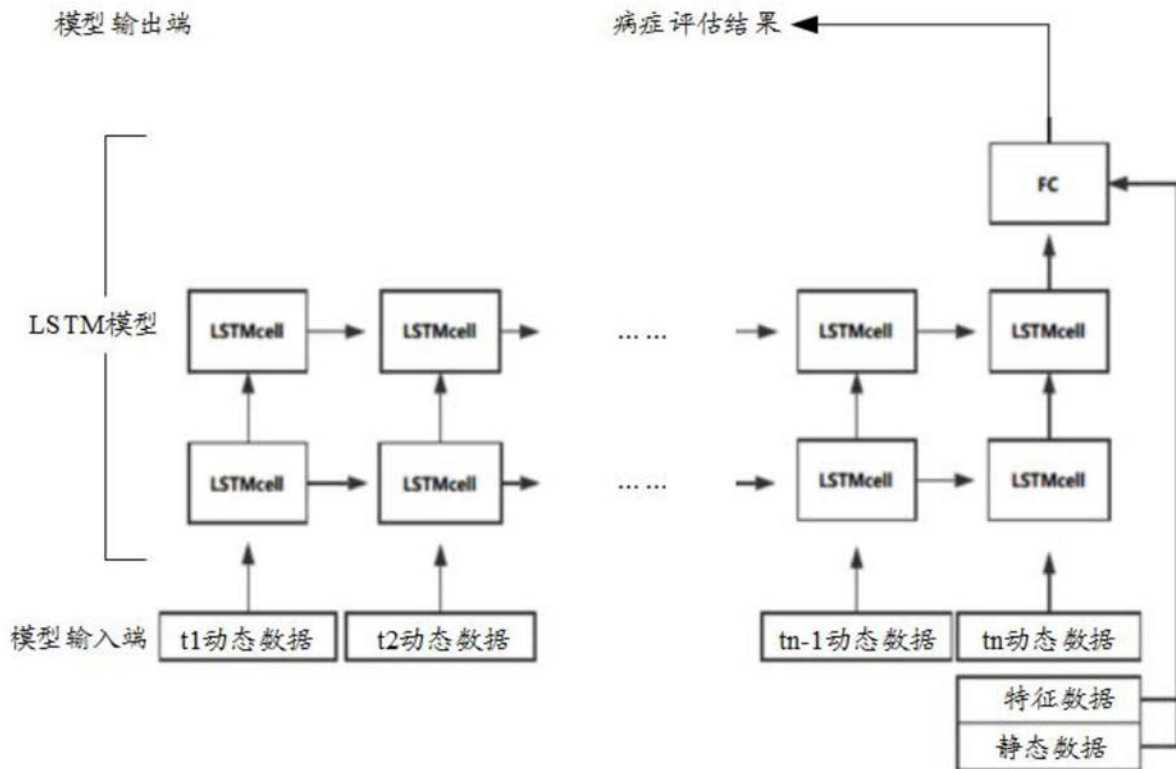 模型输出端
病症评估结果
FC
LSTM模型
LSTMcell
LSTMcell
... ...
LSTMcell
LSTMcell
LSTMcell
LSTMcell
... ...
LSTMcell
LSTMcell
模型输入端
t1动态数据
t2动态数据
tn-1动态数据
tn动态数据
特征数据
静态数据